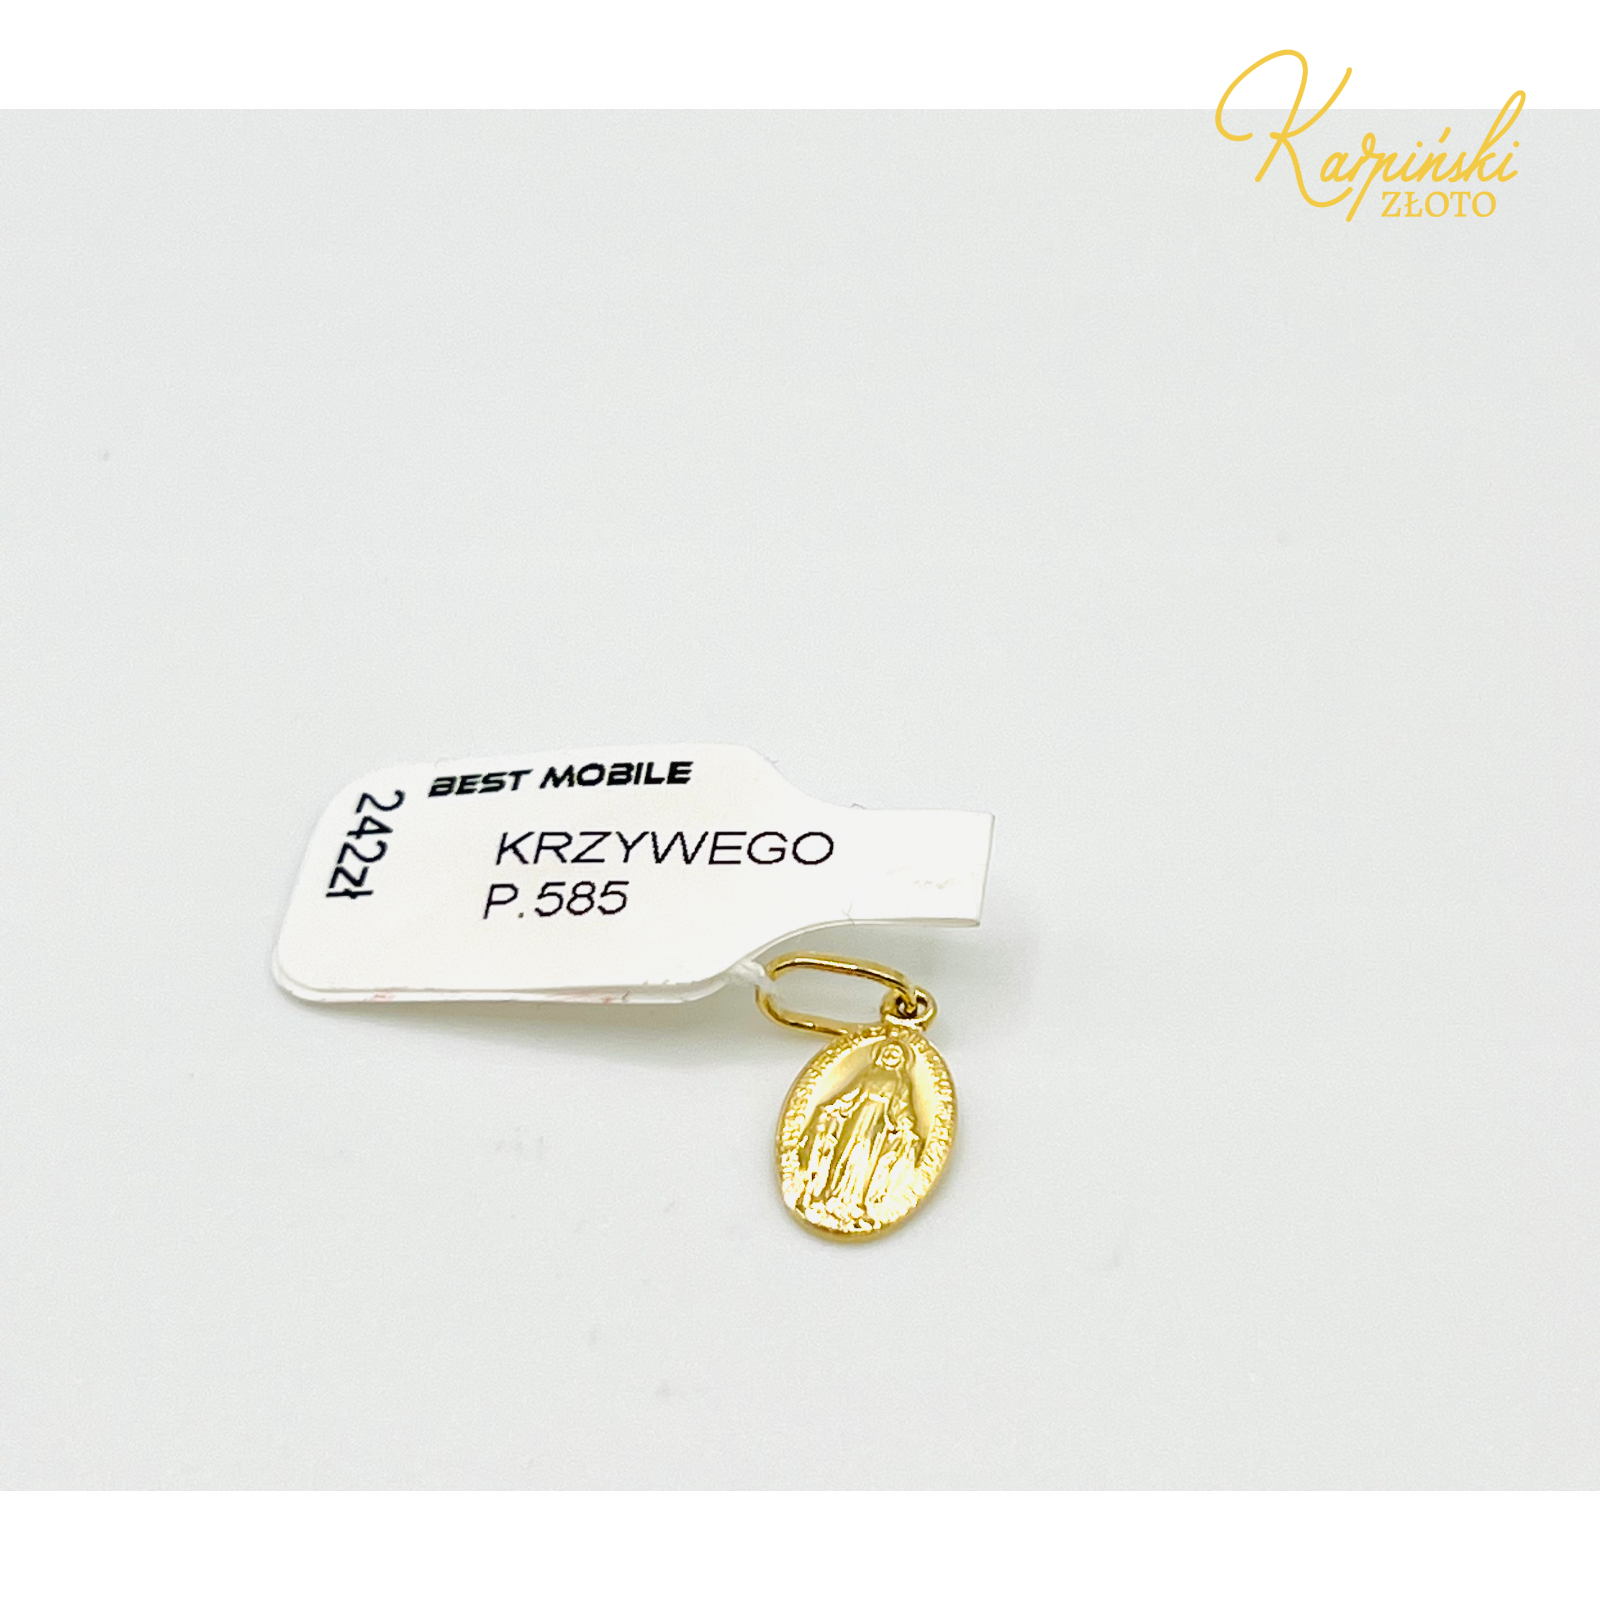 Karpiński
ZŁOTO
BEST MOBILE
242zł
KRZYWEGO
P.585